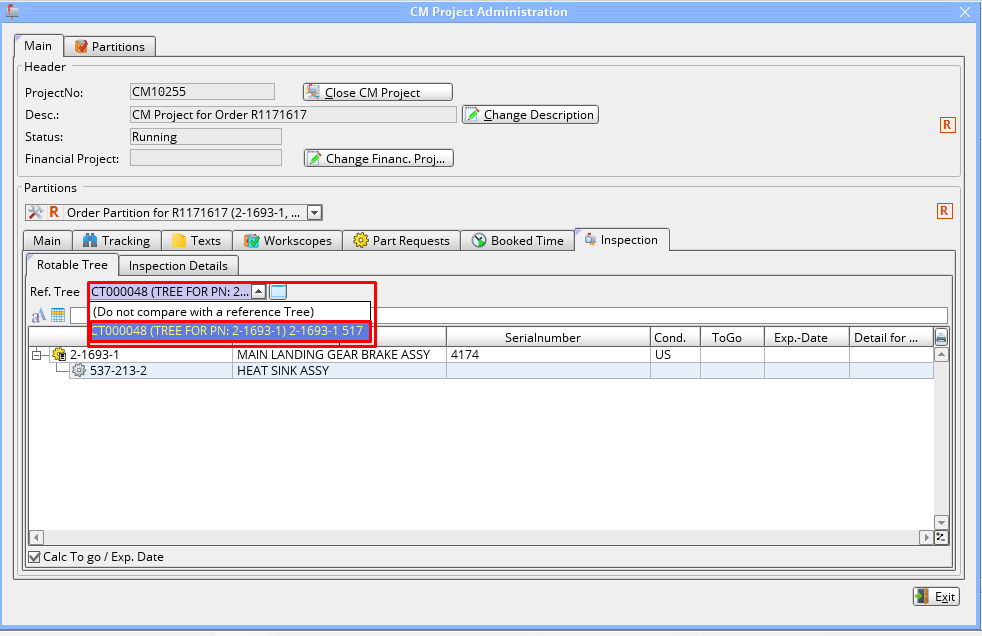 CM Project Administration
Main
Partitions
Header
ProjectNo:
CM10255
Close CM Project
Desc.:
CM Project for Order R1171617
Change Description
R
Status:
Running
Financial Project:
Change Financ. Proj...
Partitions
R Order Partition for R1171617 (2-1693-1, ...
R
Main
Tracking
Texts
Workscopes
Part Requests
Booked Time
Inspection
Rotable Tree
Inspection Details
Ref. Tree
CT000048 (TREE FOR PN: 2...
(Do not compare with a reference Tree)
CT000048 (TREE FOR PN: 2-1693-1) 2-1693-1 517
Serialnumber
Cond.
ToGo
Exp.-Date
Detail for ...
2-1693-1
MAIN LANDING GEAR BRAKE ASSY
4174
US
537-213-2
HEAT SINK ASSY
Calc To go / Exp. Date
Exit